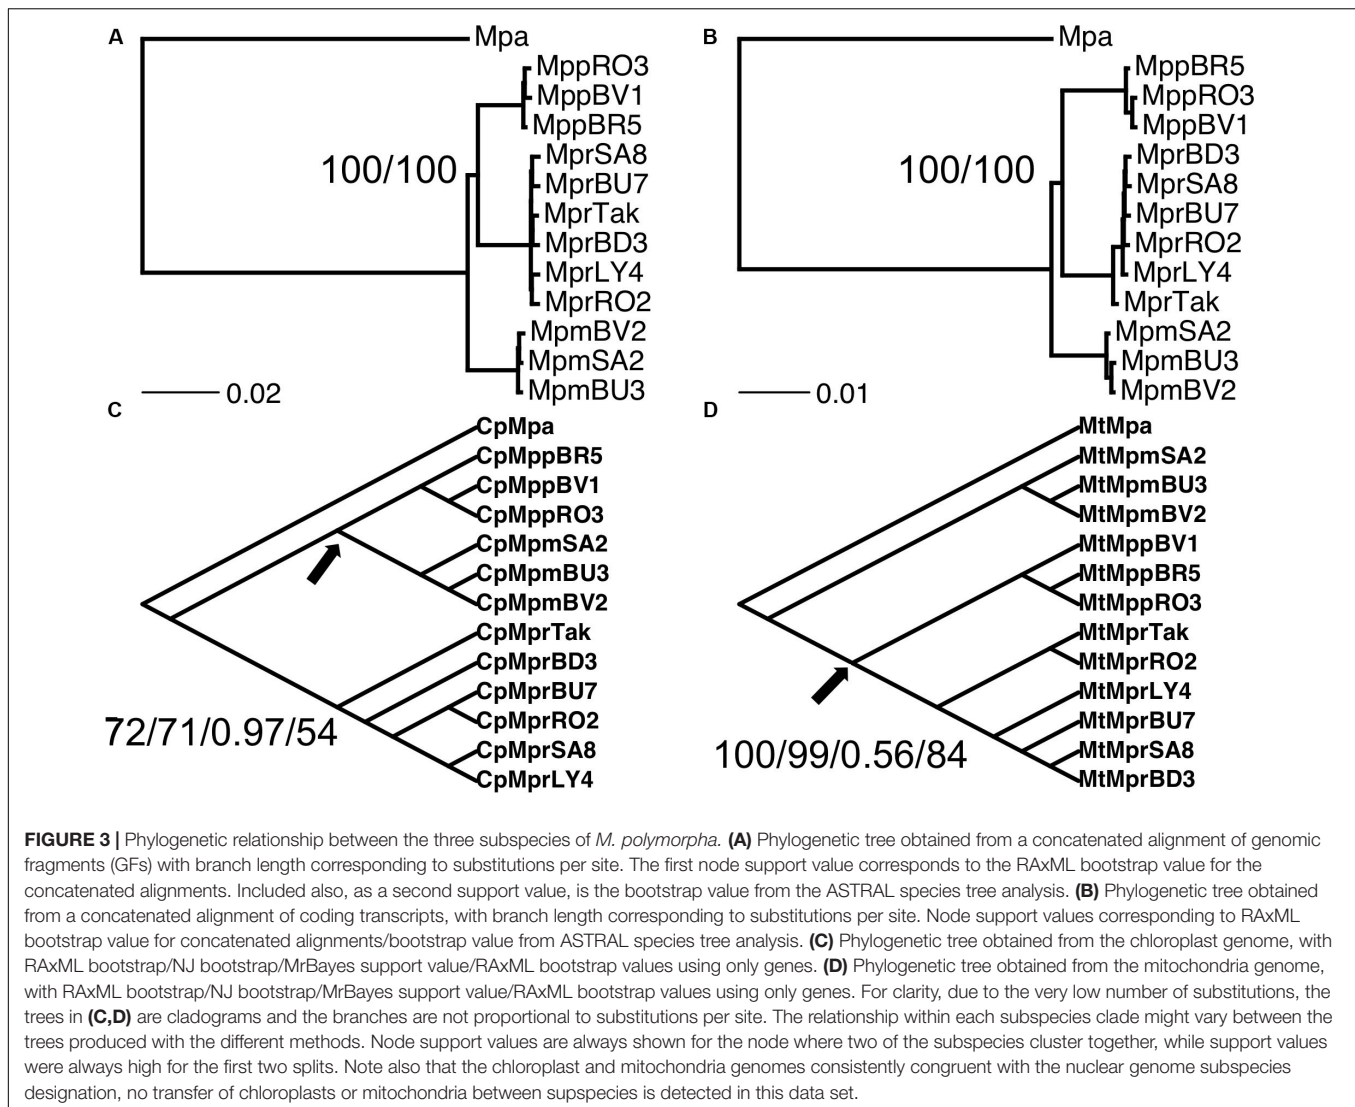 A
Mpa
MppRO3
MppBV1
MppBR5
100/100
MprSA8
MprBU7
MprTak
MprBD3
MprLY4
MprRO2
MpmBV2
MpmSA2
MpmBU3
0.02
B
Mpa
MppBR5
MppRO3
MppBV1
100/100
MprBD3
MprSA8
MprBU7
MprRO2
MprLY4
MprTak
MpmSA2
MpmBU3
MpmBV2
0.01
C
CpMpa
CpMppBR5
CpMppBV1
CpMppRO3
CpMpmSA2
CpMpmBU3
CpMpmBV2
CpMprTak
CpMprBD3
CpMprBU7
CpMprRO2
CpMprSA8
CpMprLY4
72/71/0.97/54
D
MtMpa
MtMpmSA2
MtMpmBU3
MtMpmBV2
MtMppBV1
MtMppBR5
MtMppRO3
MtMprTak
MtMprRO2
MtMprLY4
MtMprBU7
MtMprSA8
MtMprBD3
100/99/0.56/84
FIGURE 3 | Phylogenetic relationship between the three subspecies of M. polymorpha. (A) Phylogenetic tree obtained from a concatenated alignment of genomic
fragments (GFs) with branch length corresponding to substitutions per site. The first node support value corresponds to the RAxML bootstrap value for the
concatenated alignments. Included also, as a second support value, is the bootstrap value from the ASTRAL species tree analysis. (B) Phylogenetic tree obtained
from a concatenated alignment of coding transcripts, with branch length corresponding to substitutions per site. Node support values corresponding to RAxML
bootstrap value for concatenated alignments/bootstrap value from ASTRAL species tree analysis. (C) Phylogenetic tree obtained from the chloroplast genome, with
RAxML bootstrap/NJ bootstrap/MrBayes support value/RAxML bootstrap values using only genes. (D) Phylogenetic tree obtained from the mitochondria genome,
with RAxML bootstrap/NJ bootstrap/MrBayes support value/RAxML bootstrap values using only genes. For clarity, due to the very low number of substitutions, the
trees in (C,D) are cladograms and the branches are not proportional to substitutions per site. The relationship within each subspecies clade might vary between the
trees produced with the different methods. Node support values are always shown for the node where two of the subspecies cluster together, while support values
were always high for the first two splits. Note also that the chloroplast and mitochondria genomes consistently congruent with the nuclear genome subspecies
designation, no transfer of chloroplasts or mitochondria between supspecies is detected in this data set.